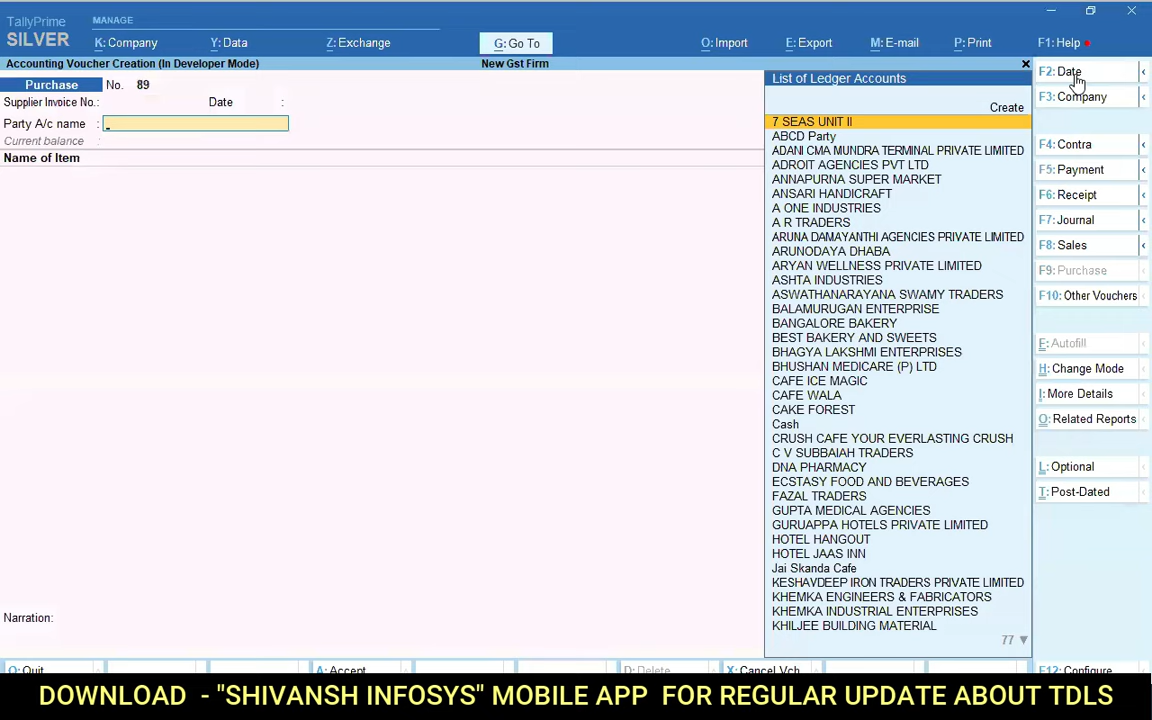 TallyPrime
MANAGE
SILVER
K: Company
Y: Data
Z: Exchange
G: Go To
O: Import
E: Export
M: E-mail
P: Print
F1: Help
Accounting Voucher Creation (In Developer Mode)
New Gst Firm
Purchase No. 89
Supplier Invoice No.: Date :
Party A/c name :
Current balance :
Name of Item
List of Ledger Accounts
Create
7 SEAS UNIT II
ABCD Party
ADANI CMA MUNDRA TERMINAL PRIVATE LIMITED
ADROIT AGENCIES PVT LTD
ANNAPURNA SUPER MARKET
ANSARI HANDICRAFT
A ONE INDUSTRIES
A R TRADERS
ARUNA DAMAYANTHI AGENCIES PRIVATE LIMITED
ARUNODAYA DHABA
ARYAN WELLNESS PRIVATE LIMITED
ASHTA INDUSTRIES
ASWATHANARAYANA SWAMY TRADERS
BALAMURUGAN ENTERPRISE
BANGALORE BAKERY
BEST BAKERY AND SWEETS
BHAGYA LAKSHMI ENTERPRISES
BHUSHAN MEDICARE (P) LTD
CAFE ICE MAGIC
CAFE WALA
CAKE FOREST
Cash
CRUSH CAFE YOUR EVERLASTING CRUSH
C V SUBBAIAH TRADERS
DNA PHARMACY
ECSTASY FOOD AND BEVERAGES
FAZAL TRADERS
GUPTA MEDICAL AGENCIES
GURUAPPA HOTELS PRIVATE LIMITED
HOTEL HANGOUT
HOTEL JAAS INN
Jai Skanda Cafe
KESHAVDEEP IRON TRADERS PRIVATE LIMITED
KHEMKA ENGINEERS & FABRICATORS
KHEMKA INDUSTRIAL ENTERPRISES
KHILJEE BUILDING MATERIAL
77
F2: Date
F3: Company
F4: Contra
F5: Payment
F6: Receipt
F7: Journal
F8: Sales
F9: Purchase
F10: Other Vouchers
F: Autofill
H: Change Mode
I: More Details
O: Related Reports
L: Optional
T: Post-Dated
Narration:
Q: Quit
A: Accept
D: Delete
X: Cancel Vch
F12: Configure
DOWNLOAD - "SHIVANSH INFOSYS" MOBILE APP FOR REGULAR UPDATE ABOUT TDLS